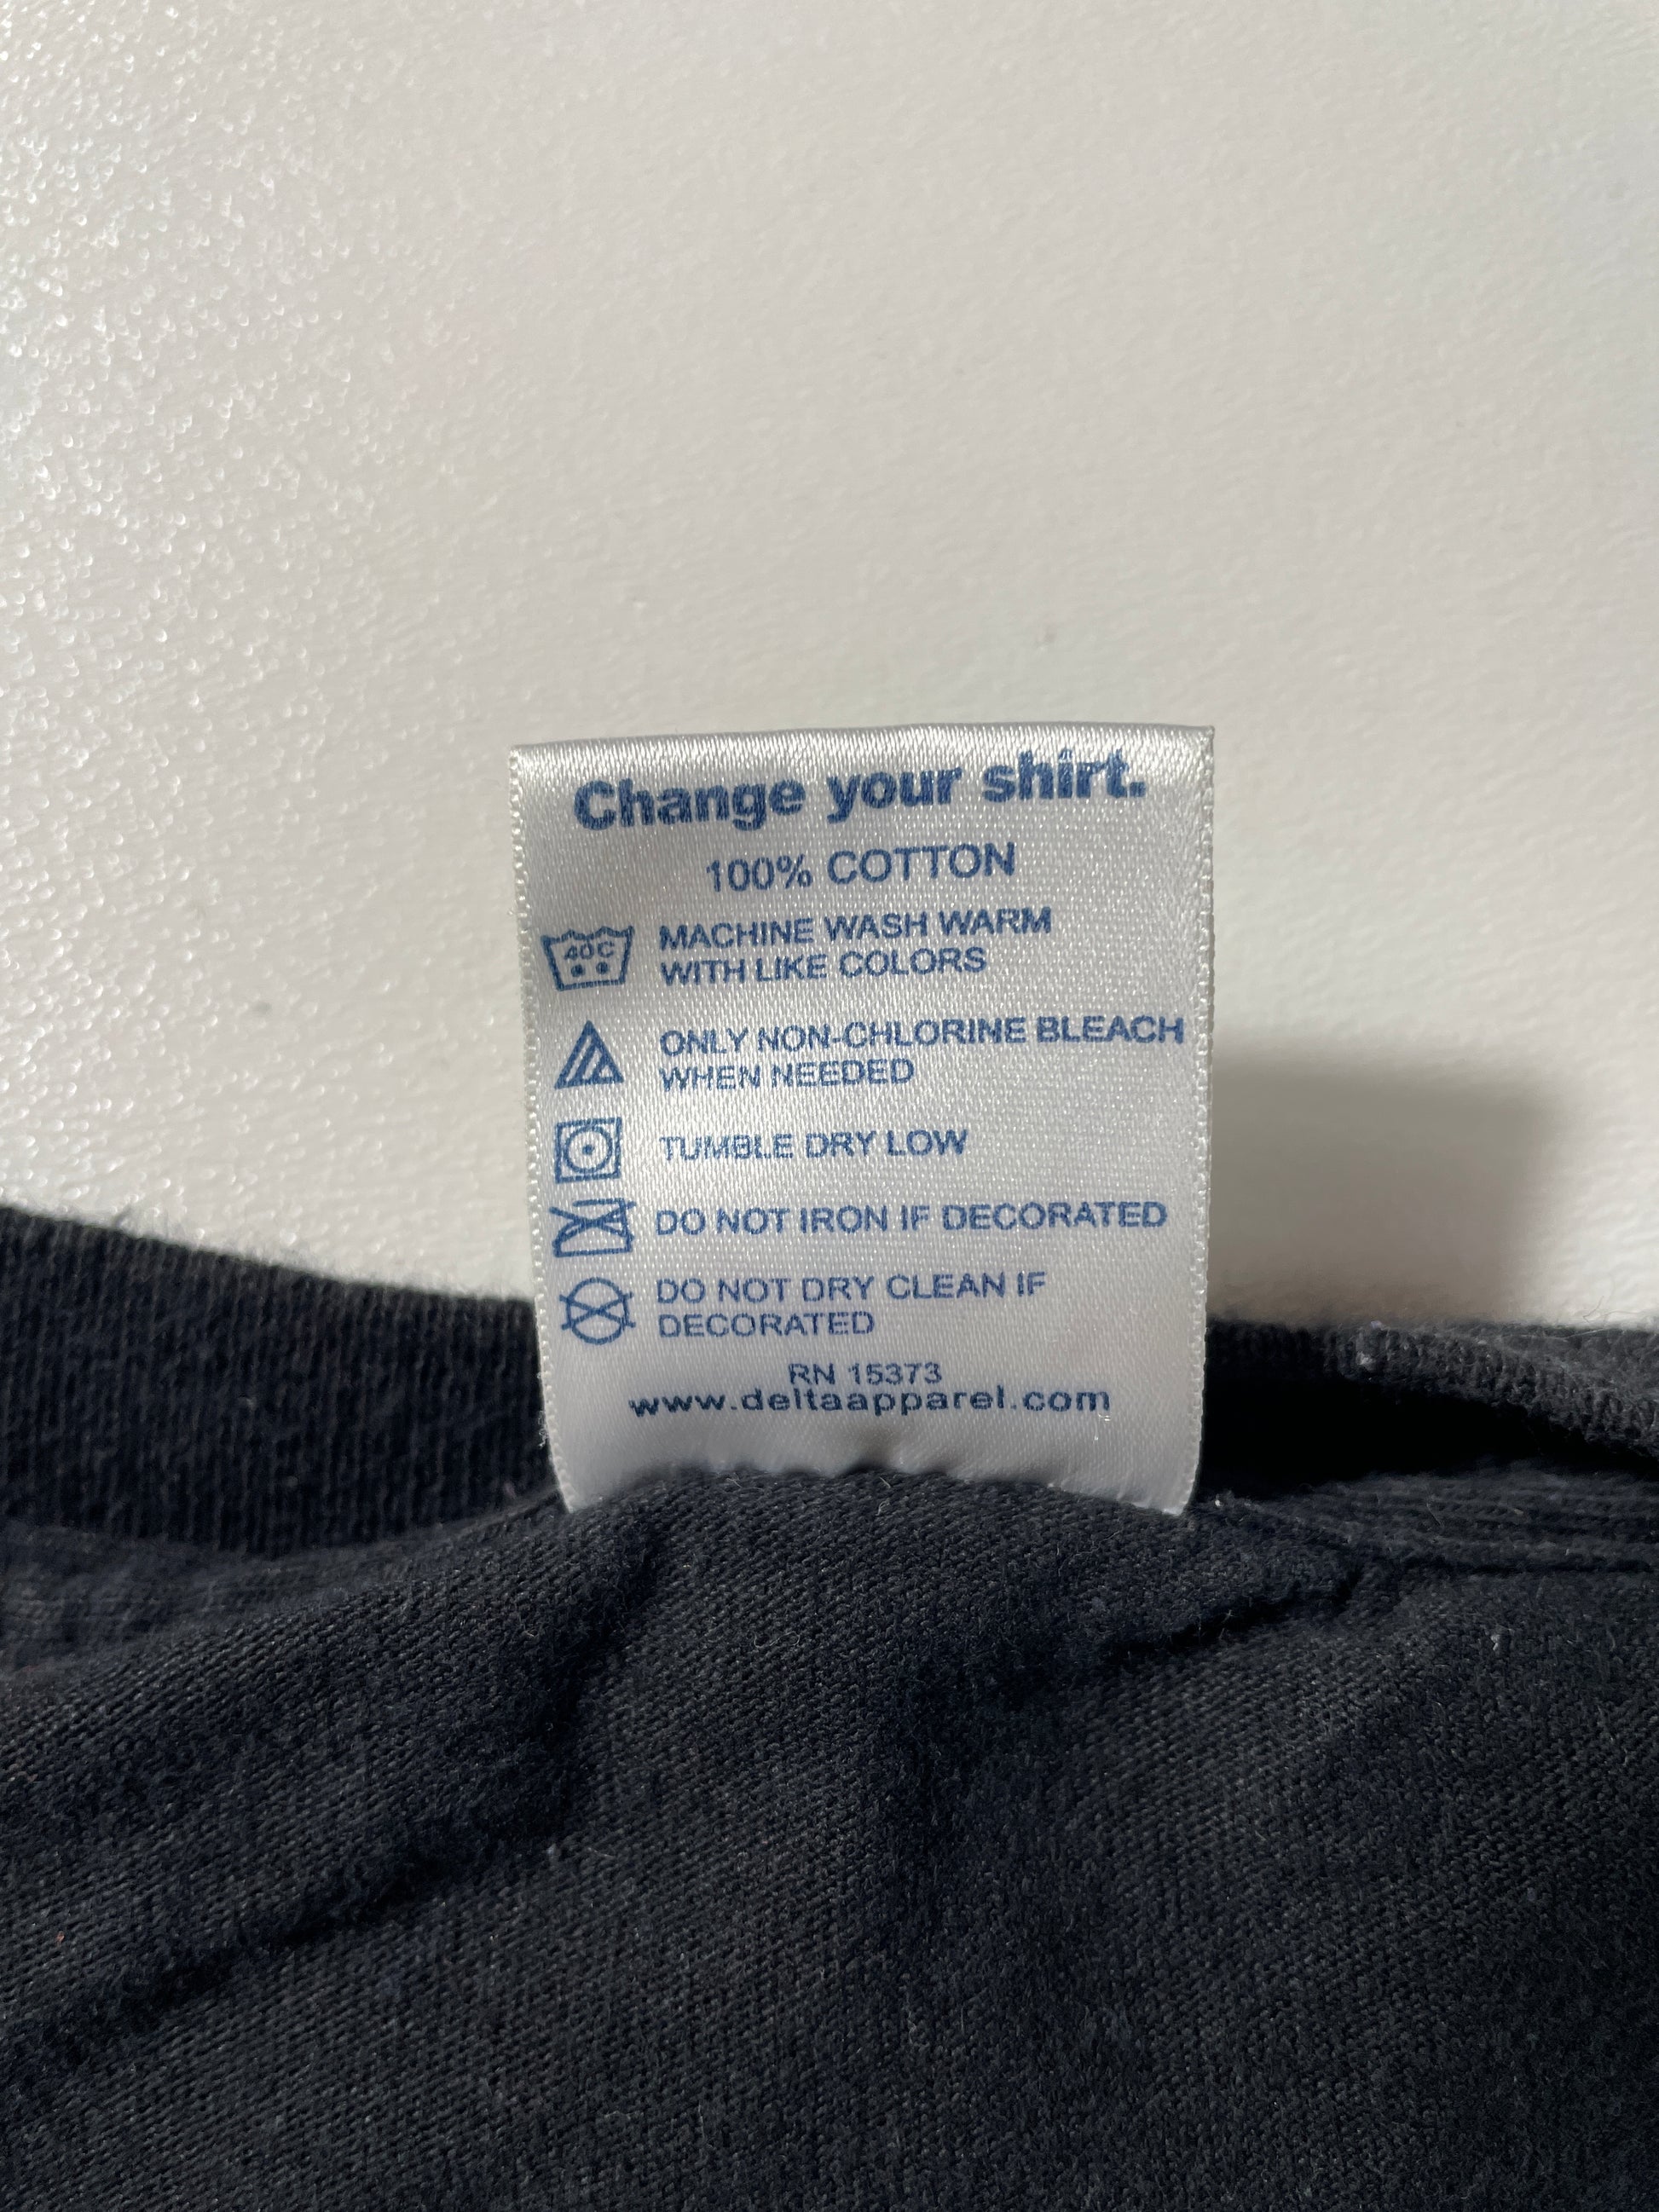 Change your shirt.
100% COTTON
40C
MACHINE WASH WARM
WITH LIKE COLORS
ONLY NON-CHLORINE BLEACH
WHEN NEEDED
TUMBLE DRY LOW
DO NOT IRON IF DECORATED
DO NOT DRY CLEAN IF
DECORATED
RN 15373
www.deltaapparel.com